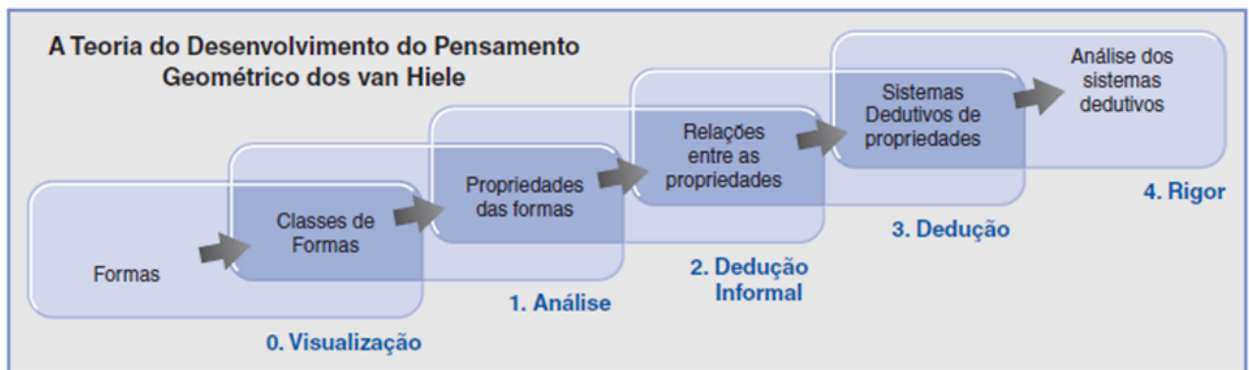 A Teoria do Desenvolvimento do Pensamento
Geométrico dos van Hiele
Formas
Classes de
Formas
Propriedades
das formas
Relações
entre as
propriedades
Sistemas
Dedutivos de
propriedades
Análise dos
sistemas
dedutivos
0. Visualização
1. Análise
2. Dedução
Informal
3. Dedução
4. Rigor